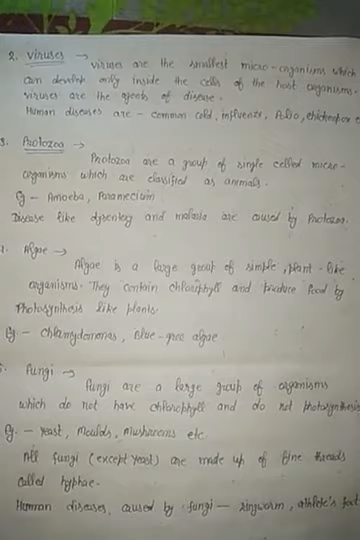 2. Viruses →
viruses are the smallest micro-organisms which
can develop only inside the cells of the host organisms.
viruses are the agents of disease.
Human diseases are - common cold, influenza, Polio, chickenpox
3. Protozoa →
Protozoa are a group of single celled micro-
organisms which are classified as animals.
Eg - Amoeba, Paramecium
Disease like dysentery and malaria are caused by Protozoa.
Algae →
Algae is a large group of simple, plant-like
organisms. They contain chlorophyll and produce food by
Photosynthesis like plants.
Eg. - Chlamydomonas, Blue-gree algae
Fungi →
Fungi are a large group of organisms
which do not have chlorophyll and do not photosynthesis
Eg. - Yeast, Moulds, Mushrooms etc
All fungi (except Yeast) are made up of fine threads
called hyphae.
Human diseases, caused by fungi - ringworm, athlete's foot